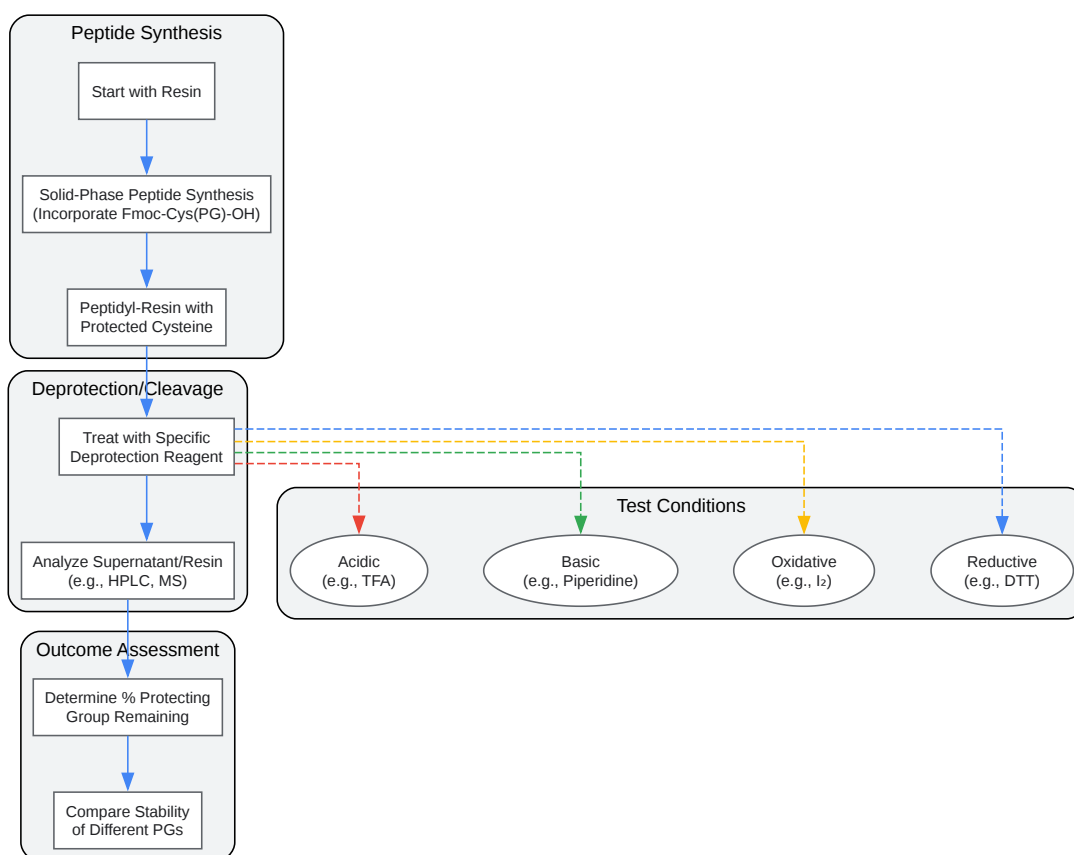 Peptide Synthesis
Start with Resin
Solid-Phase Peptide Synthesis
(Incorporate Fmoc-Cys(PG)-OH)
Peptidyl-Resin with
Protected Cysteine
Deprotection/Cleavage
Treat with Specific
Deprotection Reagent
Analyze Supernatant/Resin
(e.g., HPLC, MS)
Test Conditions
Acidic
(e.g., TFA)
Basic
(e.g., Piperidine)
Oxidative
(e.g., I₂)
Reductive
(e.g., DTT)
Outcome Assessment
Determine % Protecting
Group Remaining
Compare Stability
of Different PGs